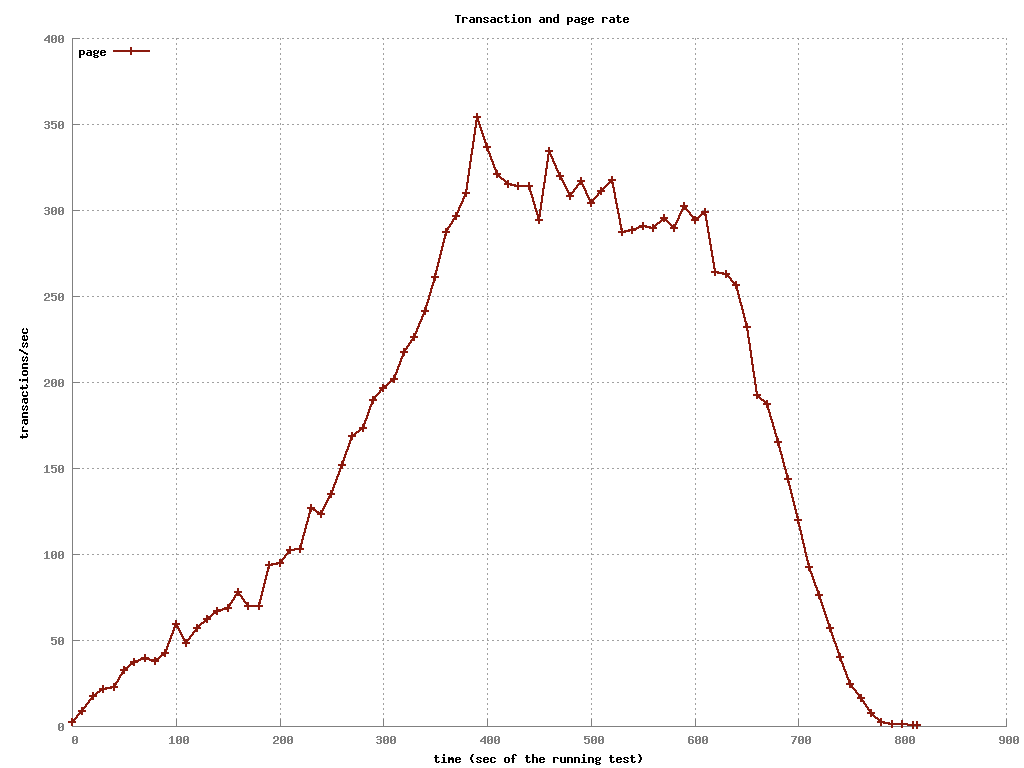 Transaction and page rate
400
page
350
300
250
200
150
100
50
0
transactions/sec
0 100 200 300 400 500 600 700 800 900
time (sec of the running test)